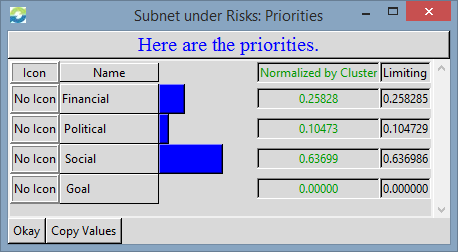 Subnet under Risks: Priorities
Here are the priorities.
Icon Name Normalized by Cluster Limiting
No Icon Financial 0.25828 0.258285
No Icon Political 0.10473 0.104729
No Icon Social 0.63699 0.636986
No Icon Goal 0.00000 0.000000
Okay Copy Values